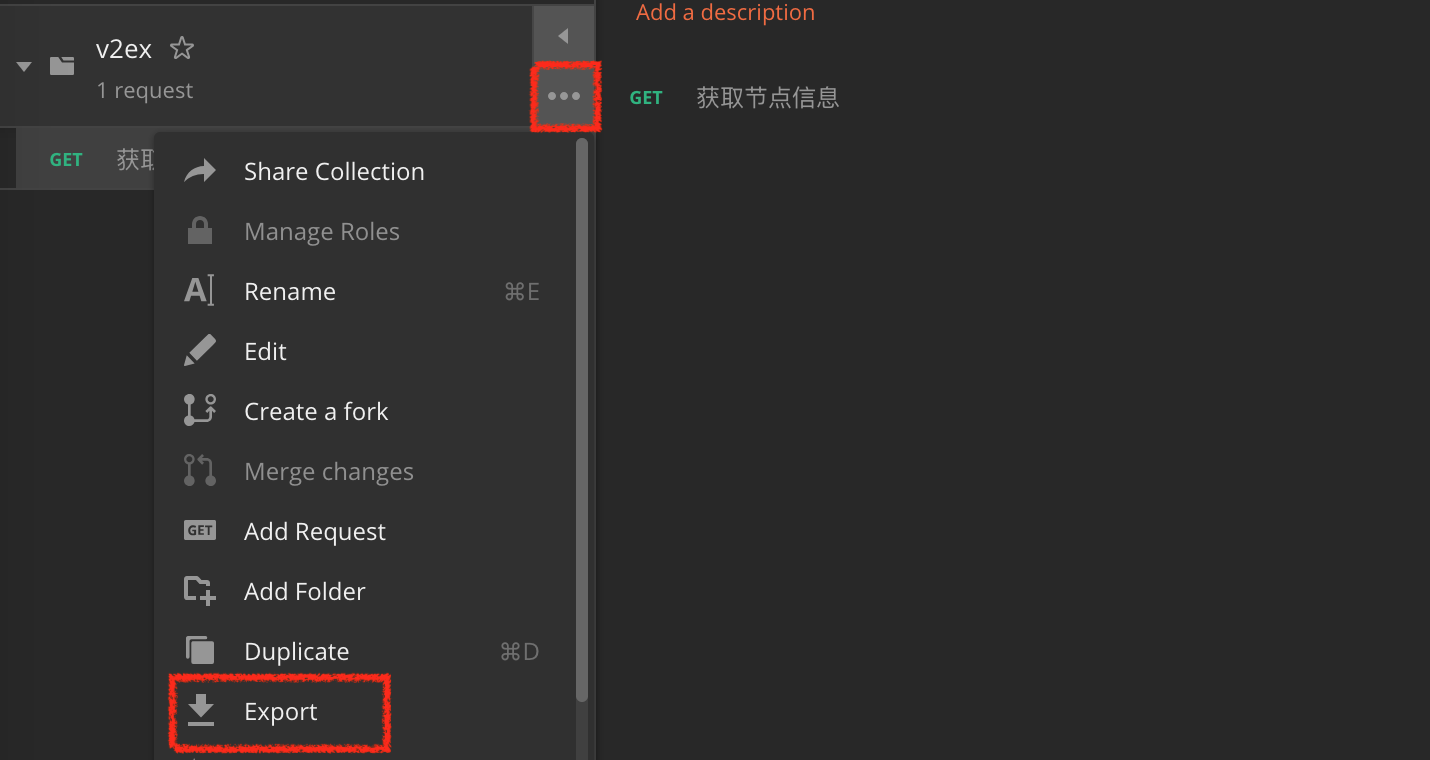 v2ex
1 request
GET 获取
Add a description
GET 获取节点信息
Share Collection
Manage Roles
Rename ⌘E
Edit
Create a fork
Merge changes
GET Add Request
Add Folder
Duplicate ⌘D
Export